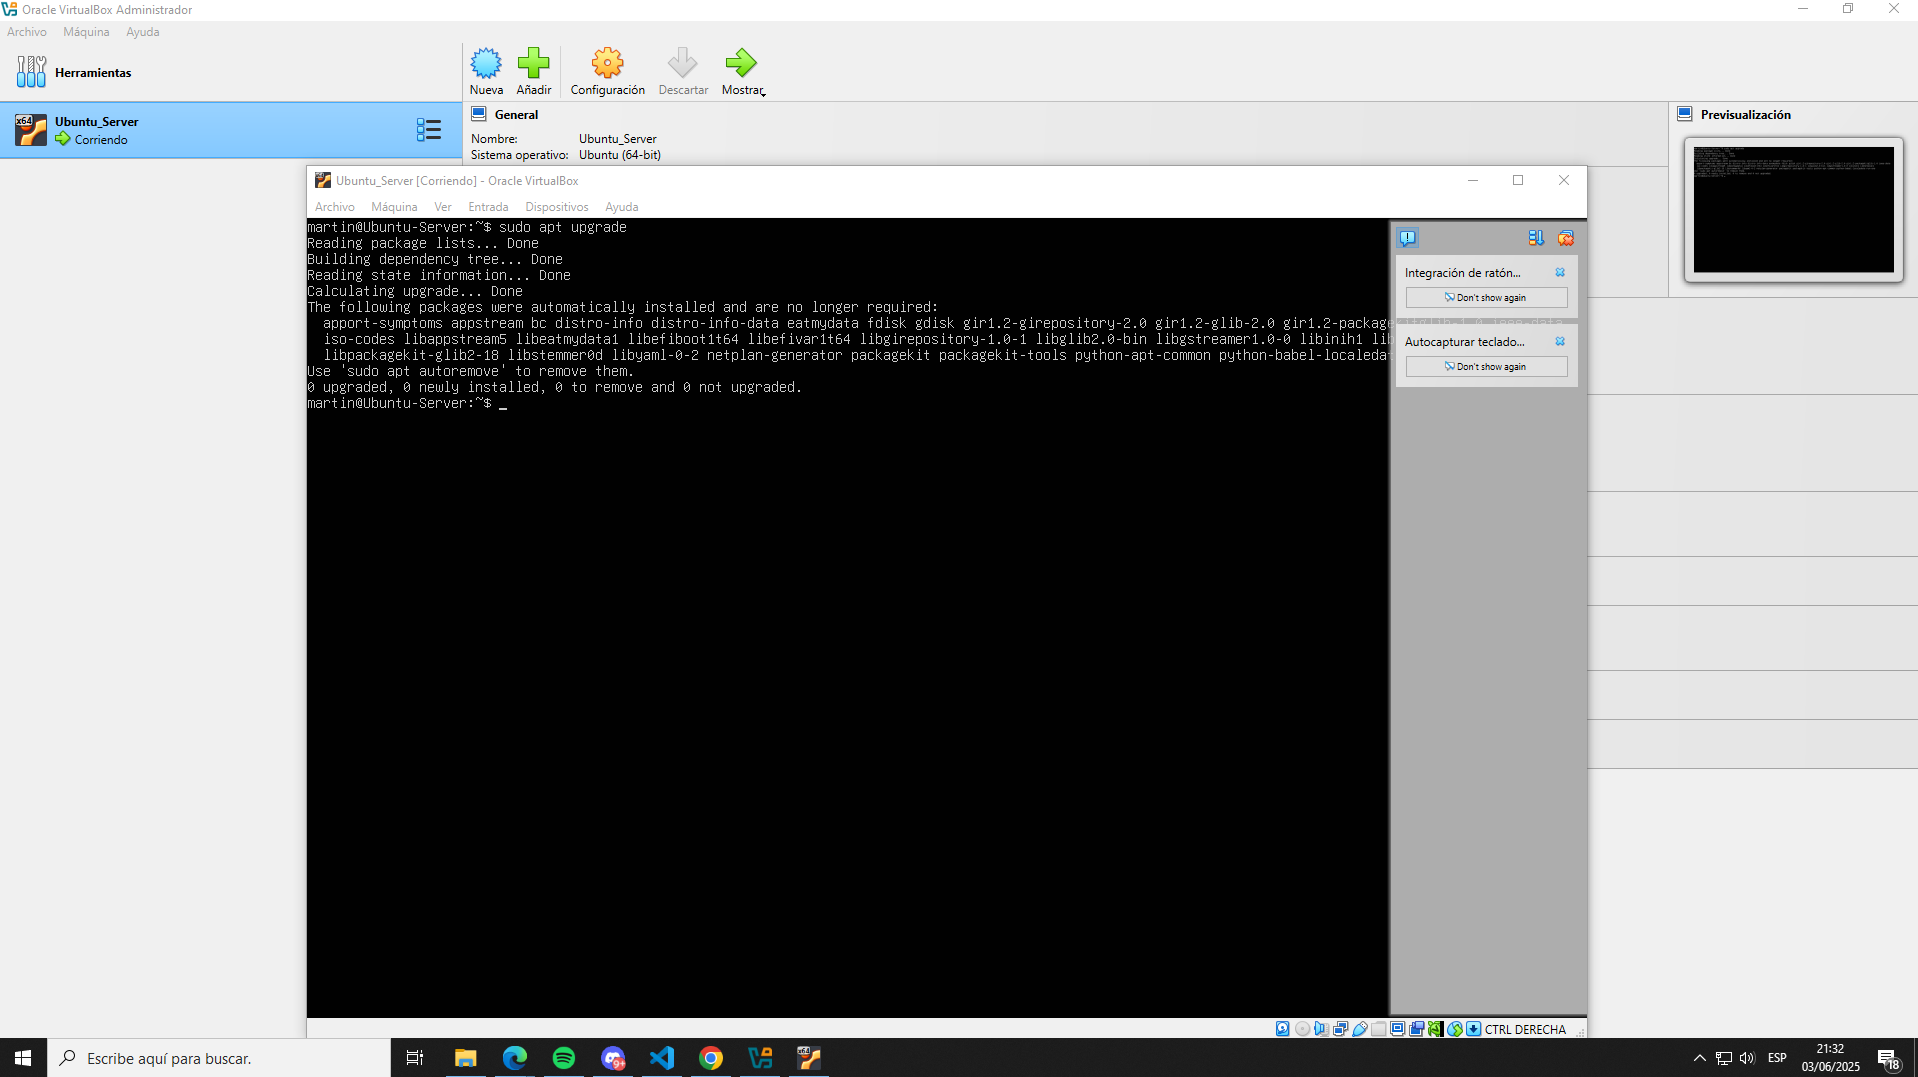 Oracle VirtualBox Administrador
Archivo Máquina Ayuda
Herramientas
Nueva Añadir Configuración Descartar Mostrar
Ubuntu_Server
Corriendo
General
Nombre: Ubuntu_Server
Sistema operativo: Ubuntu (64-bit)
Previsualización
Ubuntu_Server [Corriendo] - Oracle VirtualBox
Archivo Máquina Ver Entrada Dispositivos Ayuda
martin@Ubuntu-Server:~$ sudo apt upgrade
Reading package lists... Done
Building dependency tree... Done
Reading state information... Done
Calculating upgrade... Done
The following packages were automatically installed and are no longer required:
apport-symptoms appstream bc distro-info distro-info-data eatmydata fdisk gdisk gir1.2-girepository-2.0 gir1.2-glib-2.0 gir1.2-package
iso-codes libappstream5 libeatmydata1 libefiboot1t64 libefivar1t64 libgirepository-1.0-1 libglib2.0-bin libgstreamer1.0-0 libinih1 lib
libpackagekit-glib2-18 libstemmer0d libyaml-0-2 netplan-generator packagekit packagekit-tools python-apt-common python-babel-localeda
Use 'sudo apt autoremove' to remove them.
0 upgraded, 0 newly installed, 0 to remove and 0 not upgraded.
martin@Ubuntu-Server:~$ _
Integración de ratón...
Don't show again
Autocapturar teclado...
Don't show again
CTRL DERECHA
Escribe aquí para buscar.
9+
ESP
21:32
03/06/2025
18